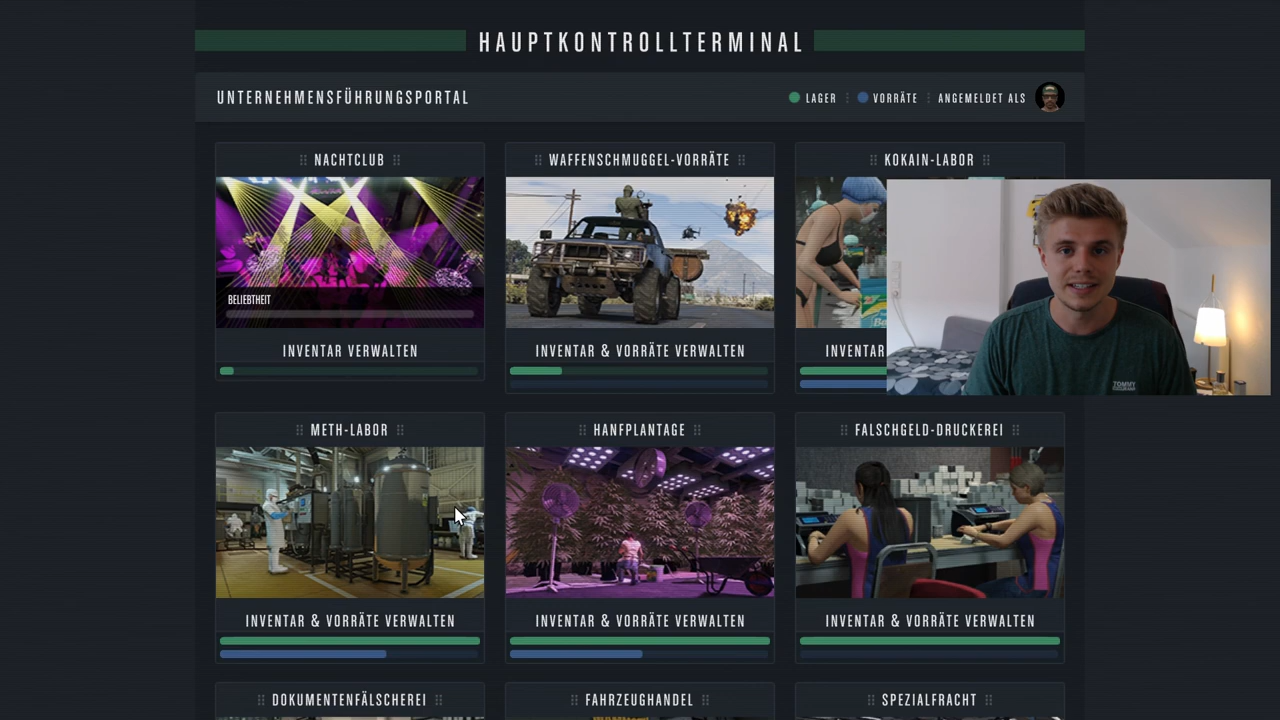 HAUPTKONTROLLTERMINAL
UNTERNEHMENSFÜHRUNGSPORTAL
LAGER
VORRÄTE
ANGEMELDET ALS
NACHTCLUB
WAFFENSCHMUGGEL-VORRÄTE
KOKAIN-LABOR
BELIEBTHEIT
INVENTAR VERWALTEN
INVENTAR & VORRÄTE VERWALTEN
INVENTAR
TOMMY
METH-LABOR
HANFPLANTAGE
FALSCHGELD-DRUCKEREI
INVENTAR & VORRÄTE VERWALTEN
INVENTAR & VORRÄTE VERWALTEN
INVENTAR & VORRÄTE VERWALTEN
DOKUMENTENFÄLSCHEREI
FAHRZEUGHANDEL
SPEZIALFRACHT